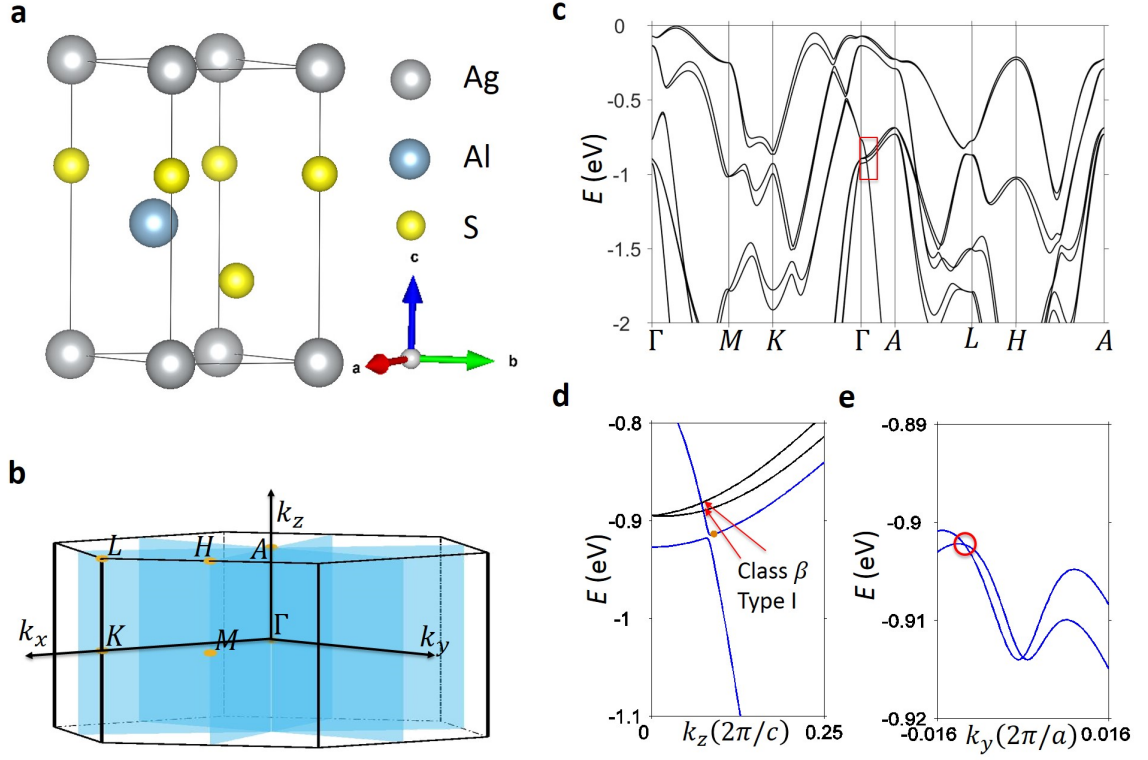 a
Ag
Al
S
c
a
b
b
k_z
L
H
A
K
M
Γ
k_x
k_y
c
0
-0.5
-1
-1.5
-2
E (eV)
Γ M K Γ A L H A
d
-0.8
-0.9
-1
-1.1
E (eV)
Class β
Type I
0 k_z(2π/c) 0.25
e
-0.89
-0.9
-0.91
-0.92
E (eV)
-0.016 k_y(2π/a) 0.016